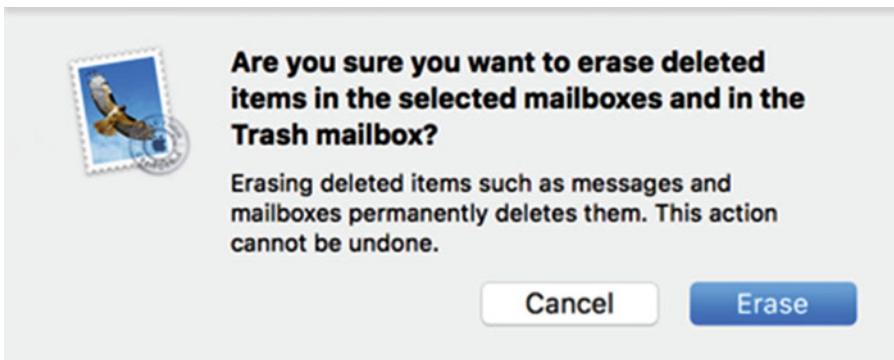 Are you sure you want to erase deleted
items in the selected mailboxes and in the
Trash mailbox?
Erasing deleted items such as messages and
mailboxes permanently deletes them. This action
cannot be undone.
Cancel
Erase